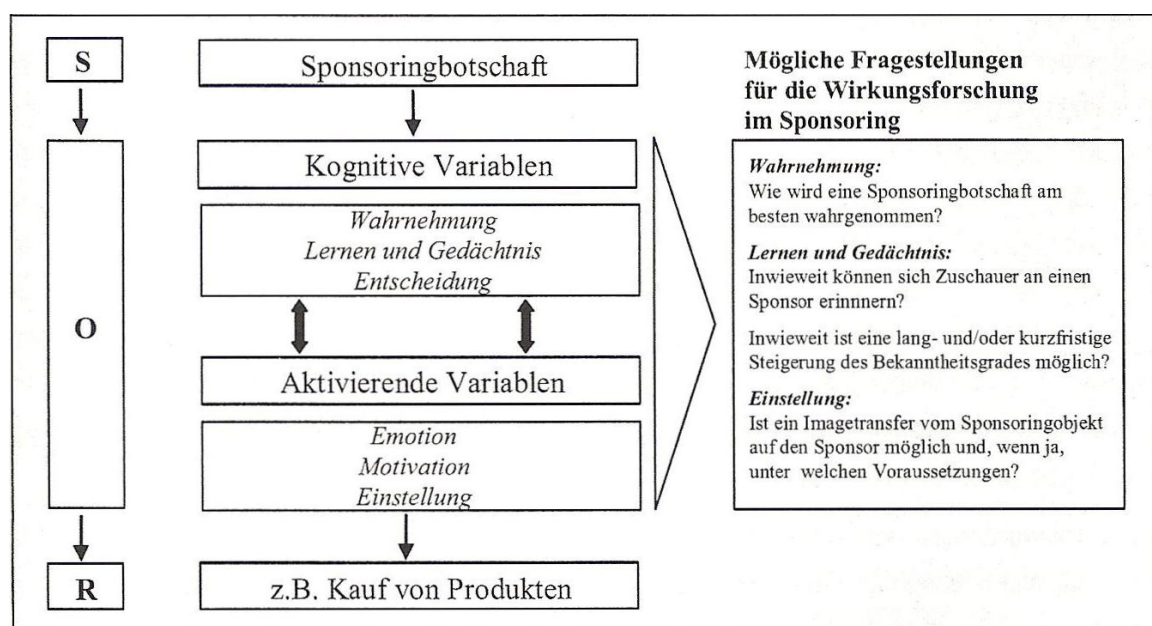 S
Sponsoringbotschaft
O
Kognitive Variablen
Wahrnehmung
Lernen und Gedächtnis
Entscheidung
Aktivierende Variablen
Emotion
Motivation
Einstellung
R
z.B. Kauf von Produkten
Mögliche Fragestellungen
für die Wirkungsforschung
im Sponsoring
Wahrnehmung:
Wie wird eine Sponsoringbotschaft am
besten wahrgenommen?
Lernen und Gedächtnis:
Inwieweit können sich Zuschauer an einen
Sponsor erinnnern?
Inwieweit ist eine lang- und/oder kurzfristige
Steigerung des Bekanntheitsgrades möglich?
Einstellung:
Ist ein Imagetransfer vom Sponsoringobjekt
auf den Sponsor möglich und, wenn ja,
unter welchen Voraussetzungen?